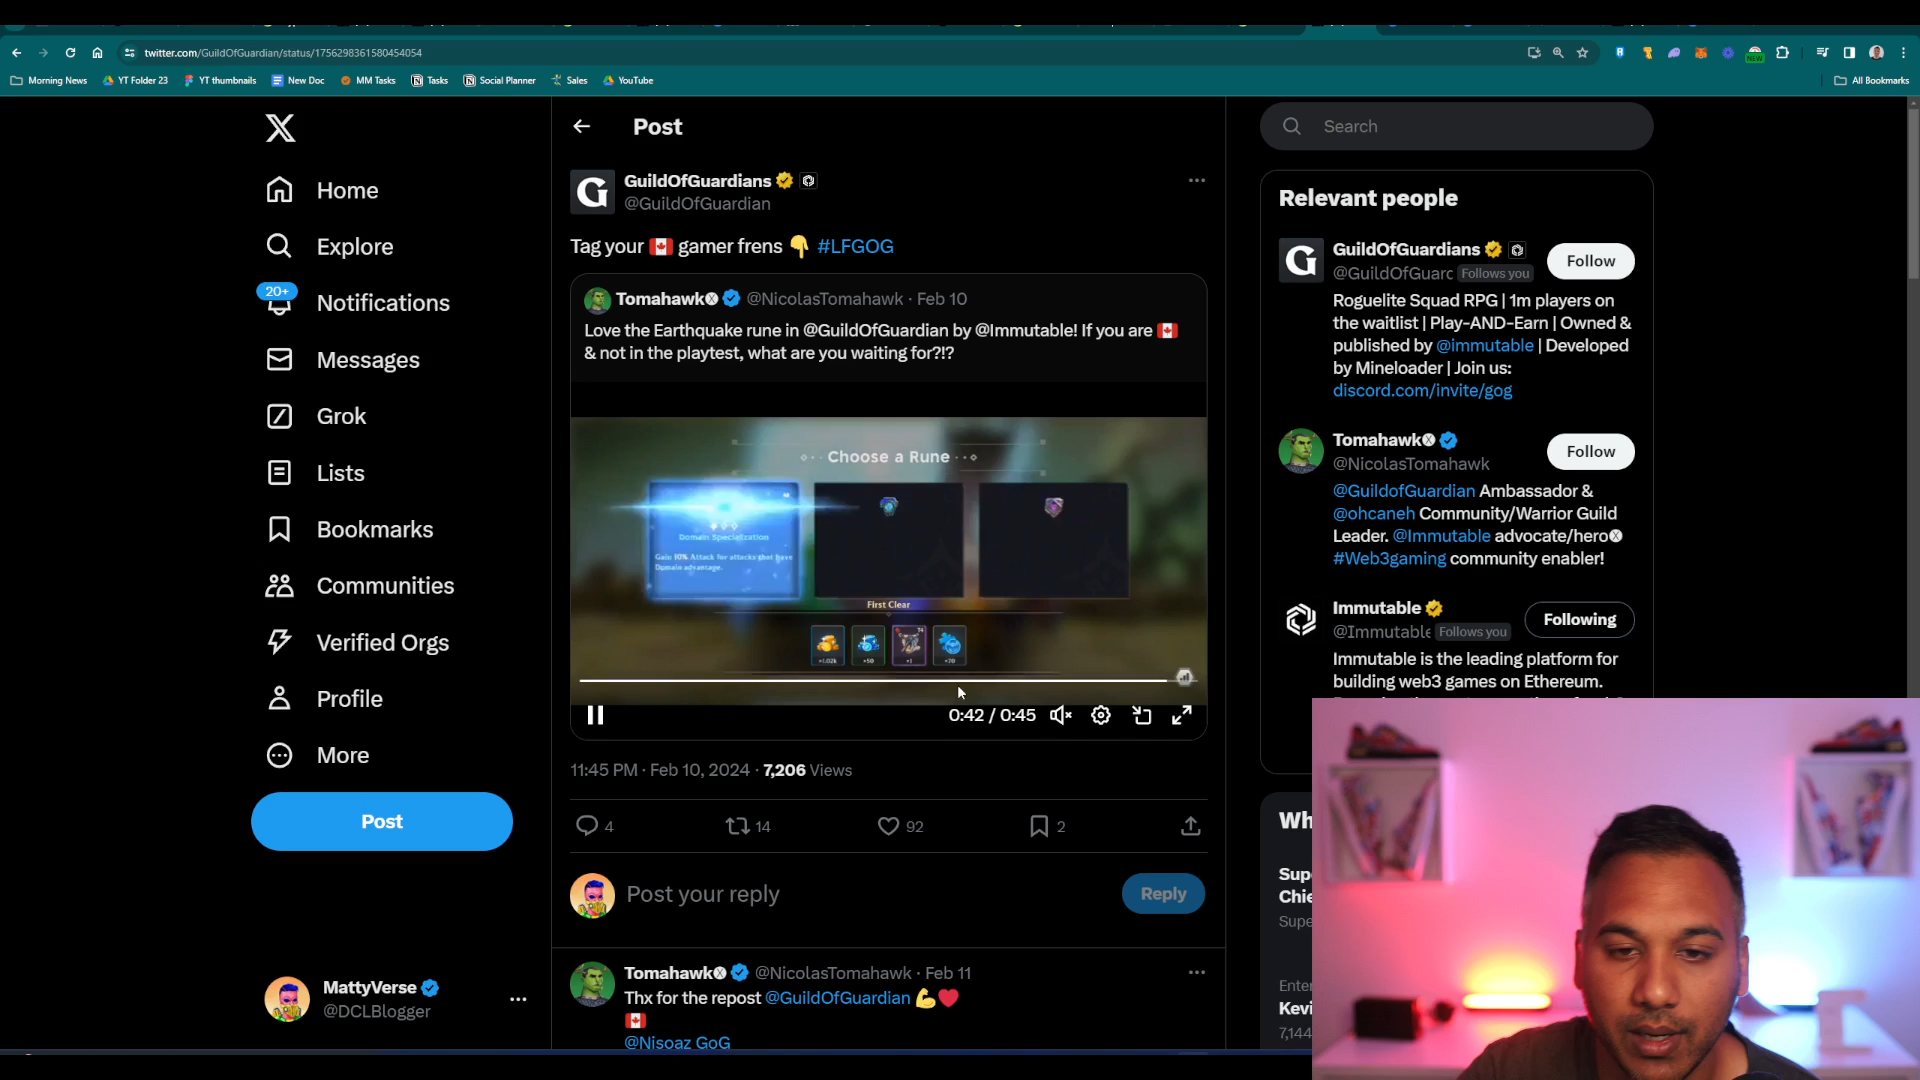 twitter.com/GuildOfGuardian/status/1756298361580454054
Morning News
YT Folder 23
YT thumbnails
New Doc
MM Tasks
Tasks
Social Planner
Sales
YouTube
All Bookmarks
NEW
Home
Explore
20+
Notifications
Messages
Grok
Lists
Bookmarks
Communities
Verified Orgs
Profile
More
Post
MattyVerse
@DCLBlogger
Post
GuildOfGuardians
@GuildOfGuardian
Tag your 🇨🇦 gamer frens 👇 #LFGOG
Tomahawk @NicolasTomahawk · Feb 10
Love the Earthquake rune in @GuildOfGuardian by @Immutable! If you are 🇨🇦
& not in the playtest, what are you waiting for?!?
Choose a Rune
Domain Specialization
Gain 10% Attack for attacks that have
Domain advantage.
First Clear
+1.02k
+50
+1
+70
0:42 / 0:45
11:45 PM · Feb 10, 2024 · 7,206 Views
4
14
92
2
Post your reply
Reply
Tomahawk @NicolasTomahawk · Feb 11
Thx for the repost @GuildOfGuardian 💪❤️
🇨🇦
@Nisoaz GoG
Search
Relevant people
GuildOfGuardians
@GuildOfGuarc Follows you
Follow
Roguelite Squad RPG | 1m players on
the waitlist | Play-AND-Earn | Owned &
published by @immutable | Developed
by Mineloader | Join us:
discord.com/invite/gog
Tomahawk
@NicolasTomahawk
Follow
@GuildofGuardian Ambassador &
@ohcaneh Community/Warrior Guild
Leader. @Immutable advocate/hero
#Web3gaming community enabler!
Immutable
@Immutable Follows you
Following
Immutable is the leading platform for
building web3 games on Ethereum.
Wh
Supe
Chie
Supe
Enter
Kevi
7,144